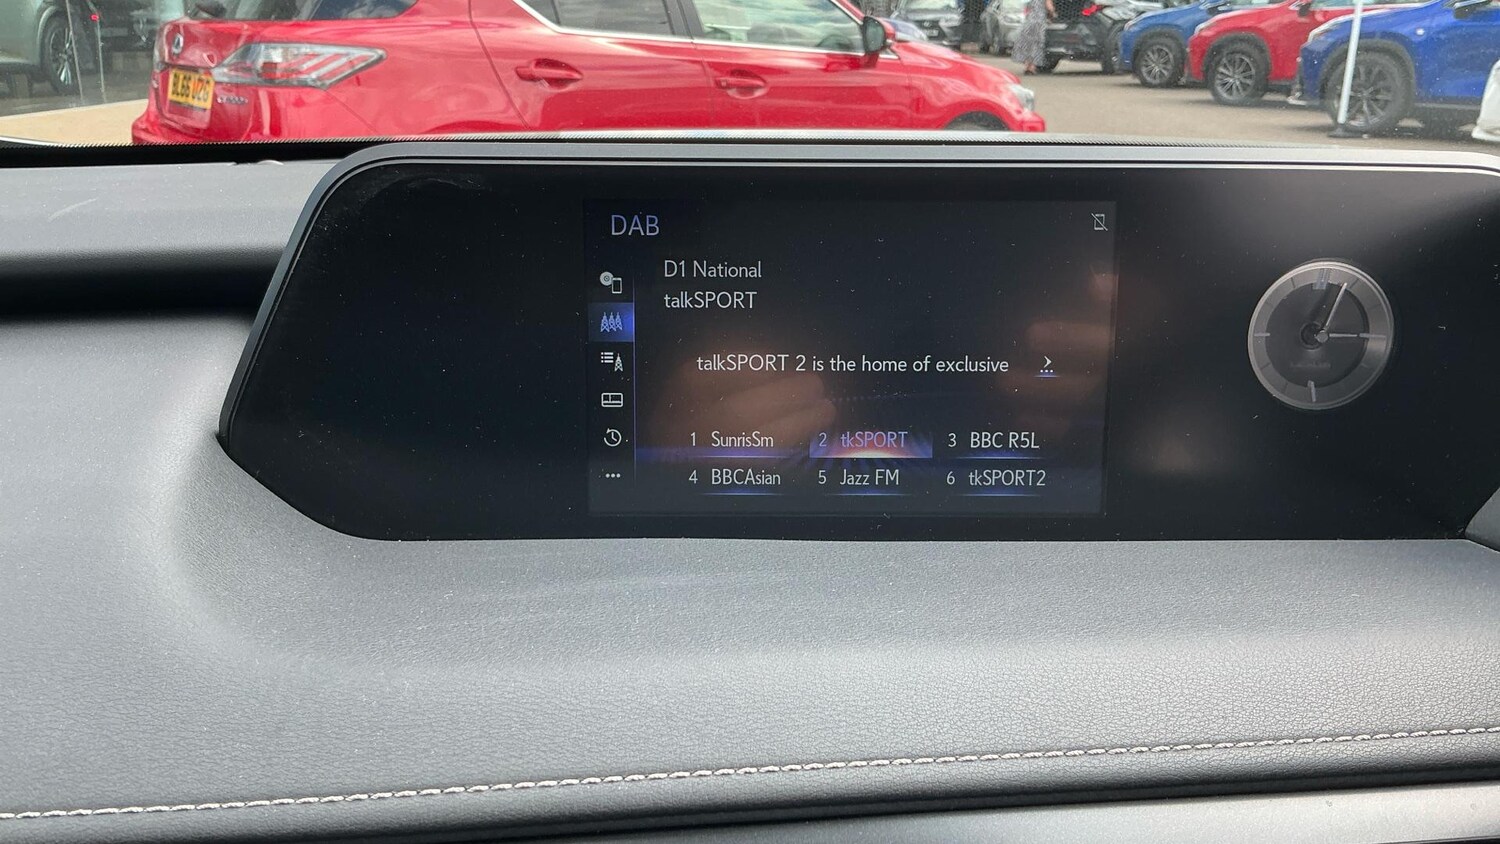 DAB
D1 National
talkSPORT
talkSPORT 2 is the home of exclusive
1 SunrisSm 2 tkSPORT 3 BBC R5L
4 BBCAsian 5 Jazz FM 6 tkSPORT2